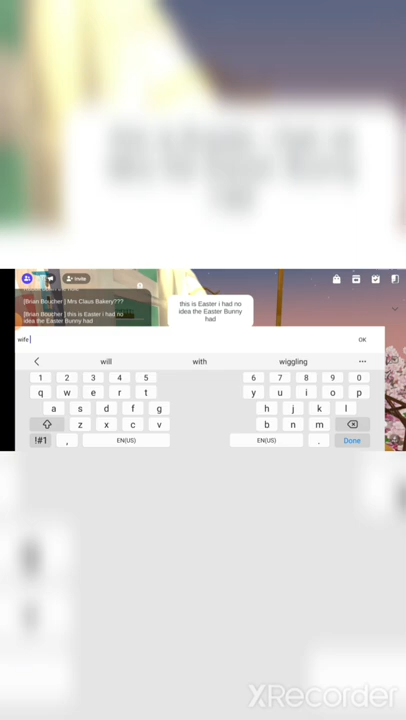 Invite
[Brian Boucher ] Mrs Claus Bakery???
[Brian Boucher ] this is Easter i had no
idea the Easter Bunny had
this is Easter i had no
idea the Easter Bunny
had
wife
OK
will with wiggling
1 2 3 4 5 6 7 8 9 0
q w e r t y u i o p
a s d f g h j k l
z x c v b n m
!#1 , EN(US) EN(US) . Done
XRecorder